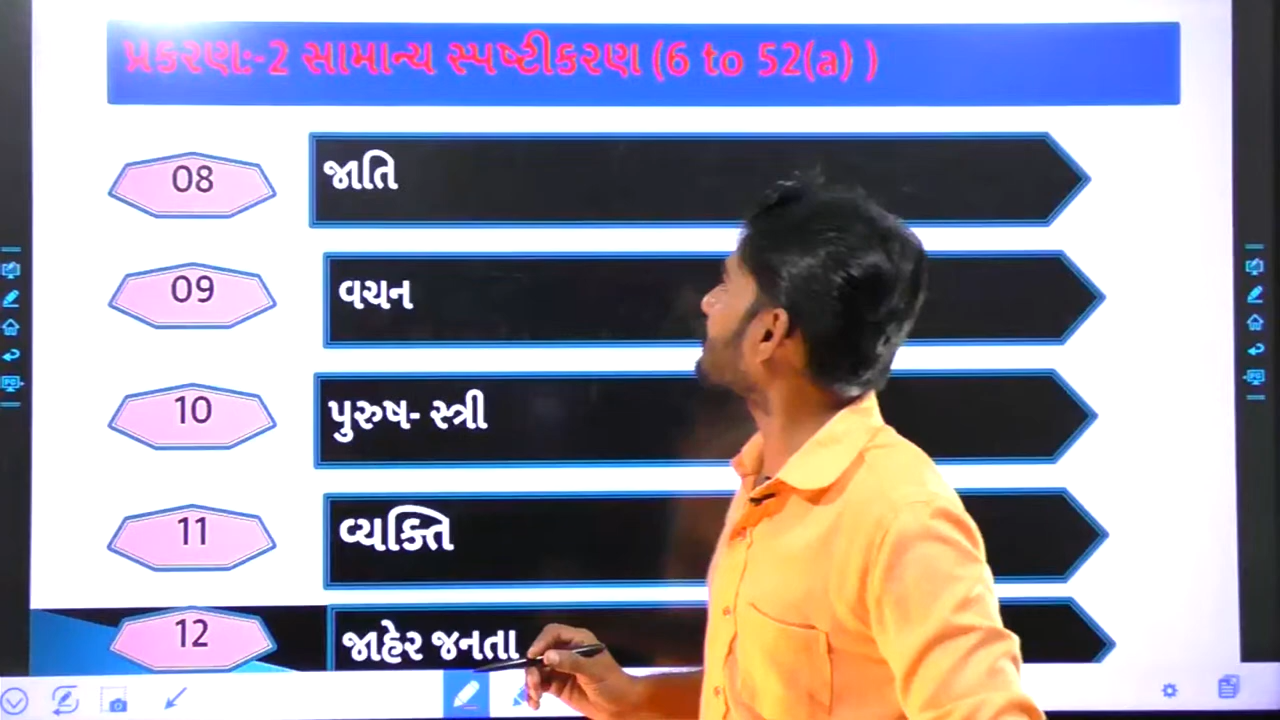 પ્રકરણઃ-2 સામાન્ય સ્પષ્ટીકરણ (6 to 52(a) )
08 જાતિ
09 વચન
10 પુરુષ- સ્ત્રી
11 વ્યક્તિ
12 જાહેર જનતા